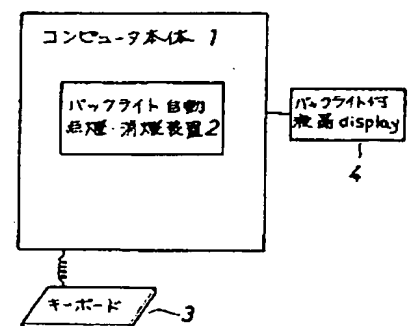 コンピュータ本体 1
バックライト自動
点燈・消燈装置2
バックライト付
液晶display
4
キーボード
3